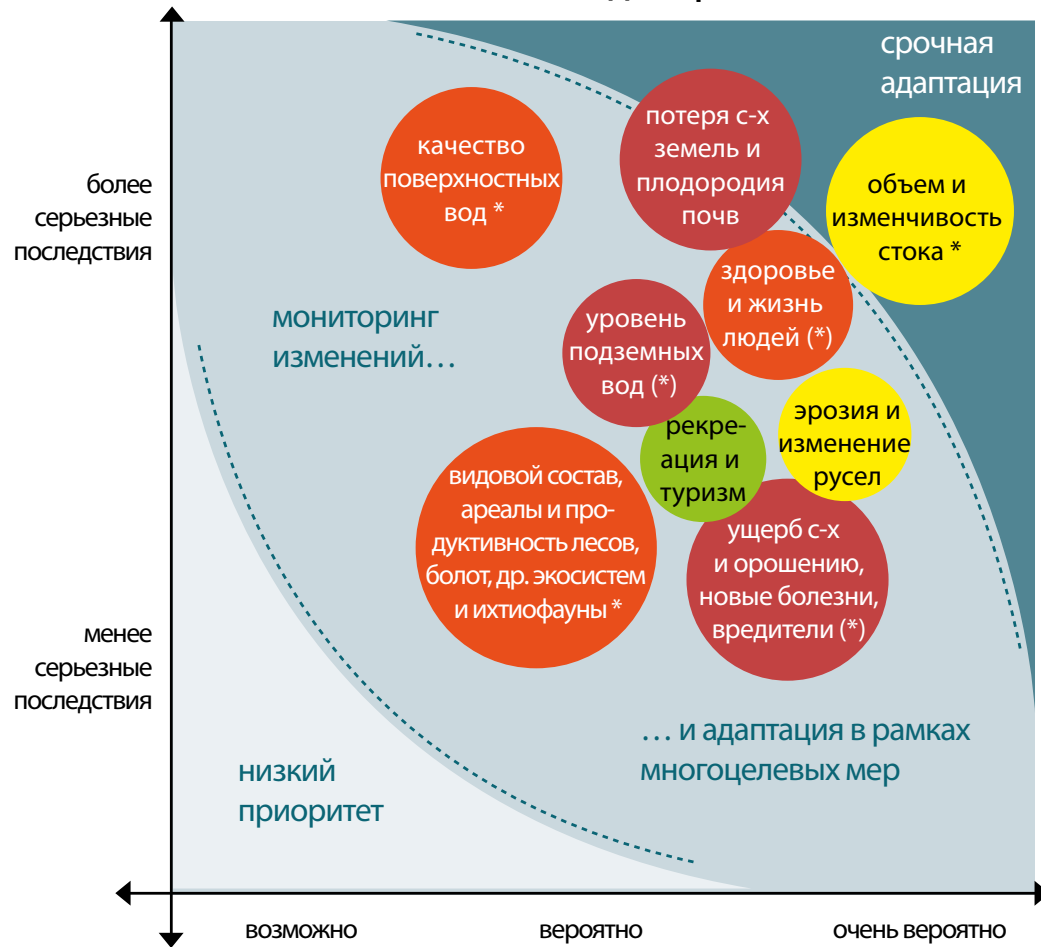 срочная
адаптация
потеря с-х
земель и
плодородия
почв
качество
поверхностных
вод *
объем и
изменчивость
стока *
более
серьезные
последствия
здоровье
и жизнь
людей (*)
мониторинг
изменений...
уровень
подземных
вод (*)
эрозия и
изменение
русел
рекре-
ация и
туризм
видовой состав,
ареалы и про-
дуктивность лесов,
болот, др. экосистем
и ихтиофауны *
ущерб с-х
и орошению,
новые болезни,
вредители (*)
менее
серьезные
последствия
... и адаптация в рамках
многоцелевых мер
низкий
приоритет
возможно
вероятно
очень вероятно